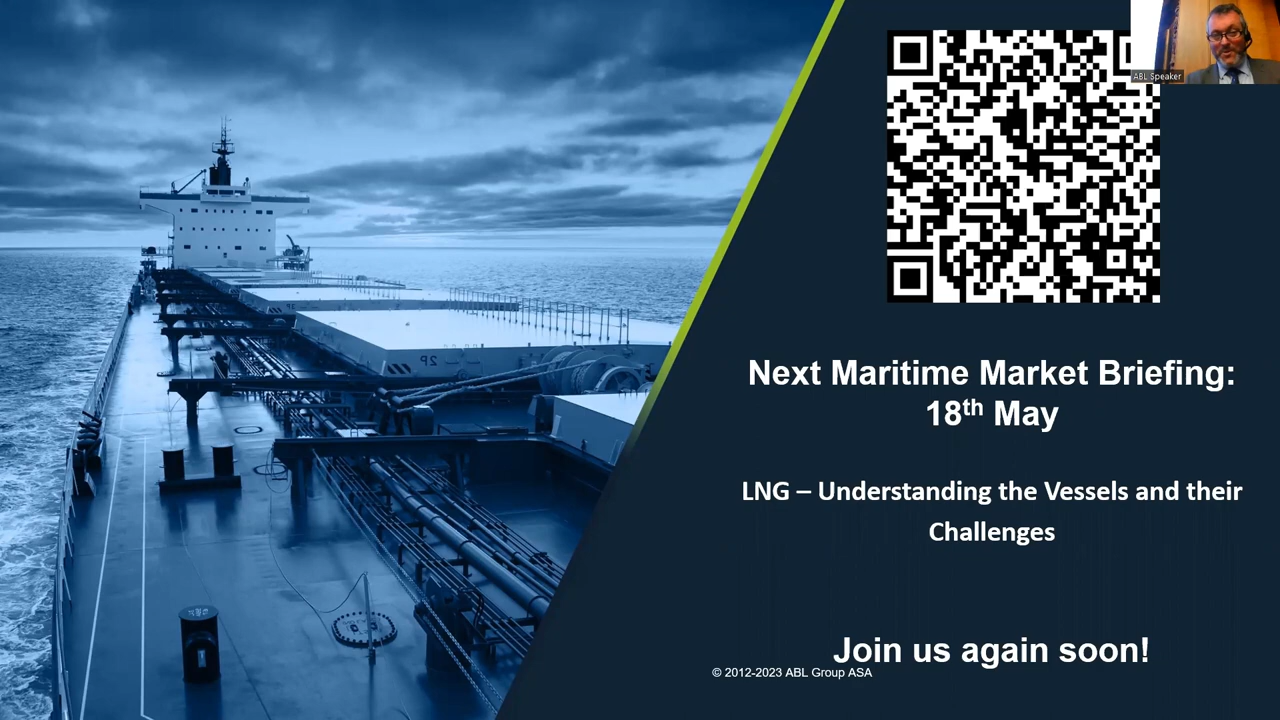 ABL Speaker
Next Maritime Market Briefing:
18th May
LNG – Understanding the Vessels and their
Challenges
Join us again soon!
© 2012-2023 ABL Group ASA